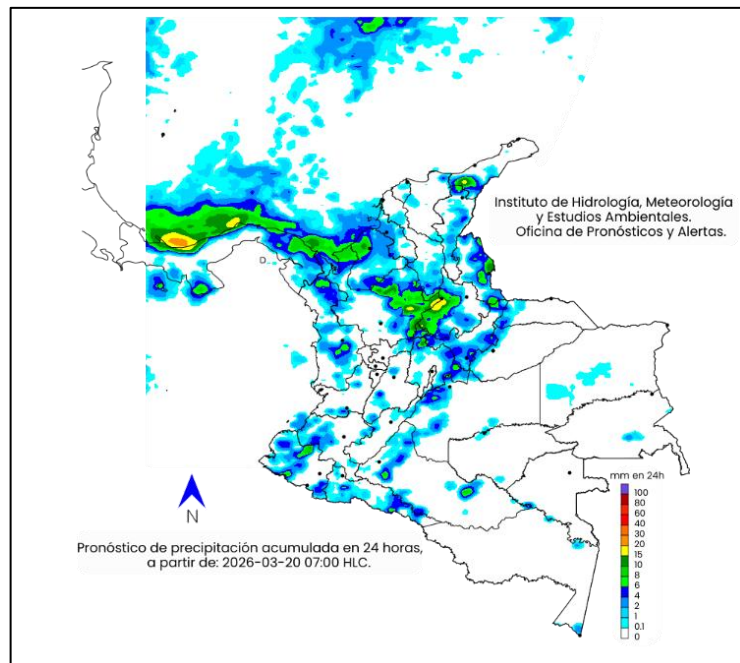 Instituto de Hidrología, Meteorología
y Estudios Ambientales.
Oficina de Pronósticos y Alertas.
N
Pronóstico de precipitación acumulada en 24 horas,
a partir de: 2026-03-20 07:00 HLC.
mm en 24h
100
80
60
40
30
20
15
10
8
6
4
2
1
0.1
0